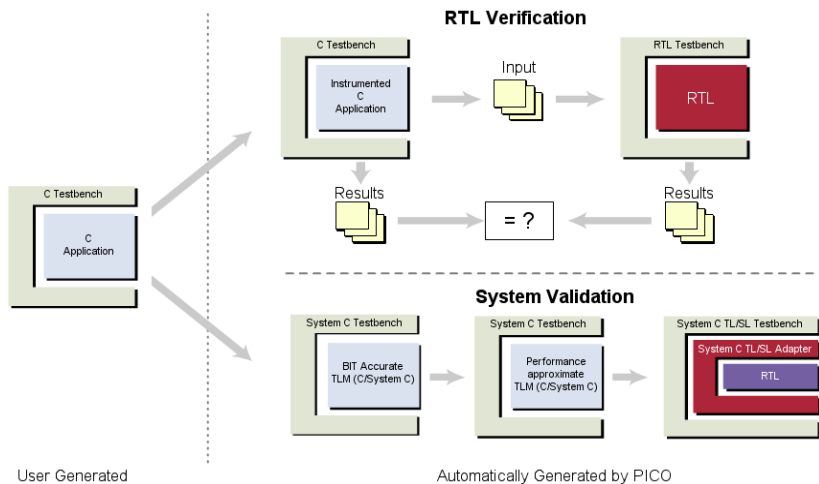 RTL Verification
C Testbench
Instrumented
C
Application
Input
RTL Testbench
RTL
Results
= ?
Results
C Testbench
C
Application
System Validation
System C Testbench
BIT Accurate
TLM (C/System C)
System C Testbench
Performance
approximate
TLM (C/System C)
System C TL/SL Testbench
System C TL/SL Adapter
RTL
User Generated
Automatically Generated by PICO